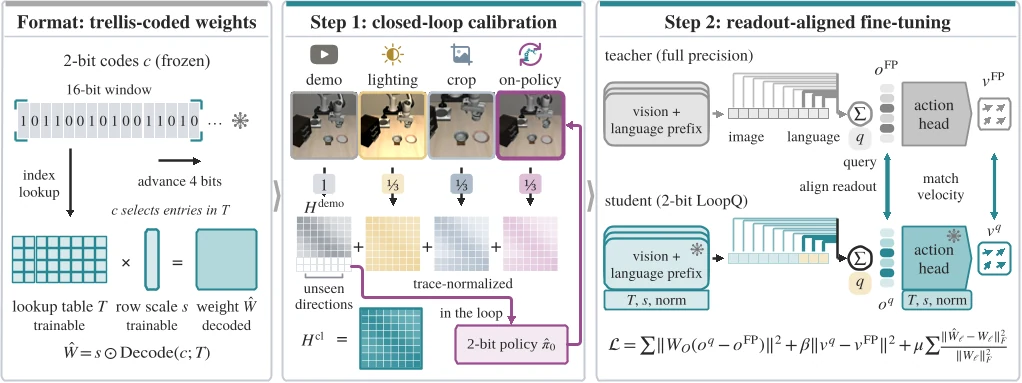 Format: trellis-coded weights
2-bit codes c (frozen)
16-bit window
1 0 1 1 0 0 1 0 1 0 0 1 1 0 1 0 …
index
lookup
advance 4 bits
c selects entries in T
× =
lookup table T
trainable
row scale s
trainable
weight Ŵ
decoded
Ŵ = s ⊙ Decode(c; T)
Step 1: closed-loop calibration
demo lighting crop on-policy
1 ⅓ ⅓ ⅓
H^demo
+ + +
unseen
directions
trace-normalized
in the loop
H^cl =
2-bit policy π̂₀
Step 2: readout-aligned fine-tuning
teacher (full precision)
vision +
language prefix
image language
Σ
q
query
o^FP
action
head
v^FP
align readout
match
velocity
student (2-bit LoopQ)
vision +
language prefix
T, s, norm
Σ
q
o^q
action
head
T, s, norm
v^q
ℒ = ∑‖W_O(o^q − o^FP)‖² + β‖v^q − v^FP‖² + μ∑ ‖Ŵ_ℓ − W_ℓ‖²_F / ‖W_ℓ‖²_F